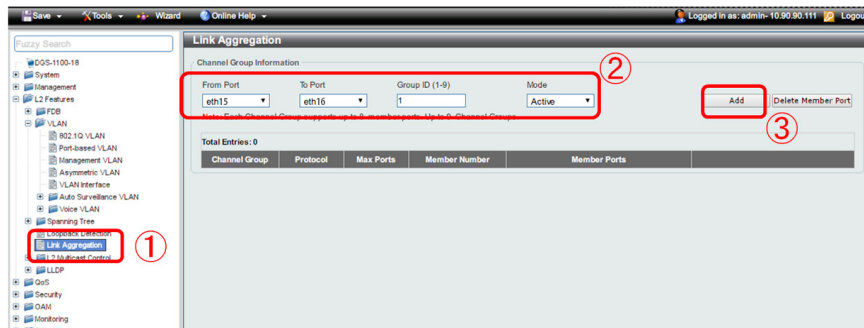 Save Tools Wizard Online Help Logged in as: admin- 10.90.90.111 Logou
Fuzzy Search
Link Aggregation
DGS-1100-18
System
Management
L2 Features
FDB
VLAN
802.1Q VLAN
Port-based VLAN
Management VLAN
Asymmetric VLAN
VLAN Interface
Auto Surveillance VLAN
Voice VLAN
Spanning Tree
Loopback Detection
Link Aggregation
L2 Multicast Control
LLDP
QoS
Security
OAM
Monitoring
①
Channel Group Information
②
From Port To Port Group ID (1-9) Mode
eth15 eth16 1 Active Add Delete Member Port
③
Note: Each Channel Group supports up to 8 member ports. Up to 9 Channel Groups.
Total Entries: 0
Channel Group Protocol Max Ports Member Number Member Ports